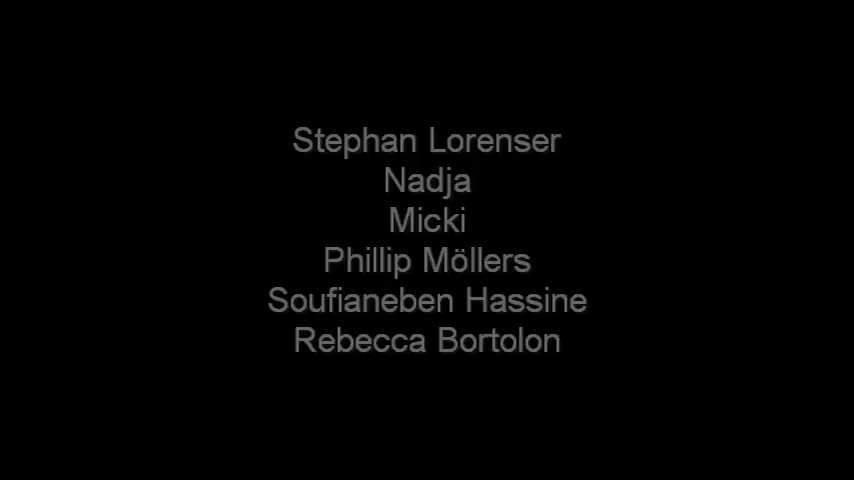 Stephan Lorenser
Nadja
Micki
Phillip Möllers
Soufianeben Hassine
Rebecca Bortolon